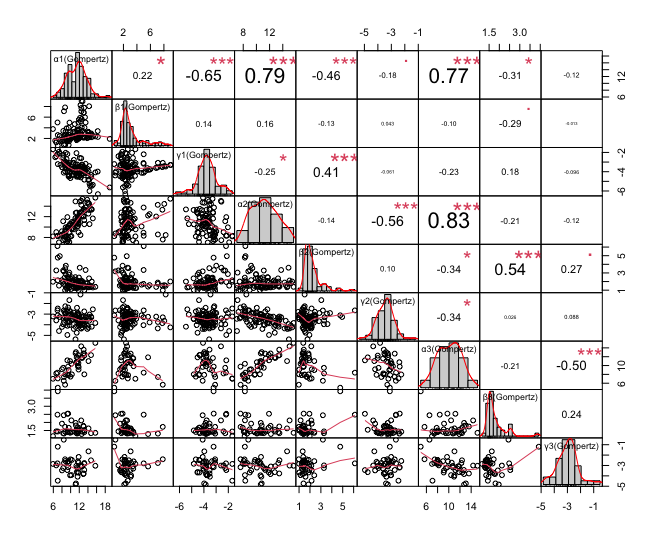 2 6 8 12 -5 -3 -1 1.5 3.0
α1(Gompertz) 0.22 * -0.65 *** 0.79 *** -0.46 *** -0.18 . 0.77 *** -0.31 * -0.12 6 12
2 6 β1(Gompertz) 0.14 0.16 -0.13 0.043 -0.10 -0.29 . -0.013
γ1(Gompertz) -0.25 * 0.41 *** -0.061 -0.23 0.18 -0.096 -6 -4 -2
8 12 α2(Gompertz) -0.14 -0.56 *** 0.83 *** -0.21 -0.12
β2(Gompertz) 0.10 -0.34 * 0.54 *** 0.27 . 1 3 5
-5 -3 -1 γ2(Gompertz) -0.34 * 0.026 0.088
α3(Gompertz) -0.21 -0.50 *** 6 10
1.5 3.0 β3(Gompertz) 0.24
γ3(Gompertz) -5 -3 -1
6 12 18 -6 -4 -2 1 3 5 6 10 14 -5 -3 -1